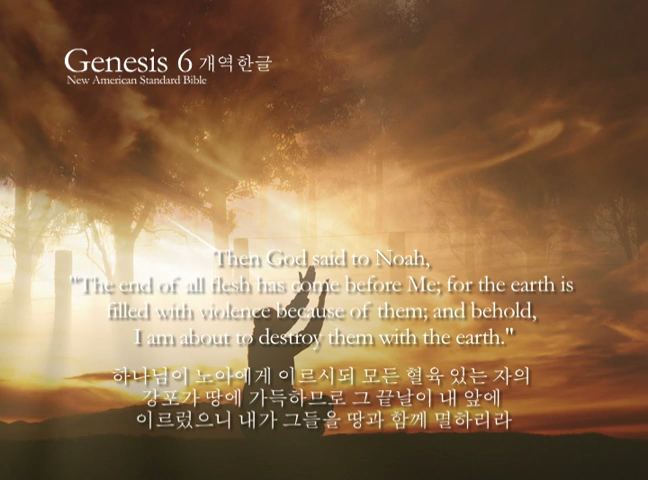 Genesis 6 개역한글
New American Standard Bible
Then God said to Noah,
"The end of all flesh has come before Me; for the earth is
filled with violence because of them; and behold,
I am about to destroy them with the earth."
하나님이 노아에게 이르시되 모든 혈육 있는 자의
강포가 땅에 가득하므로 그 끝날이 내 앞에
이르렀으니 내가 그들을 땅과 함께 멸하리라